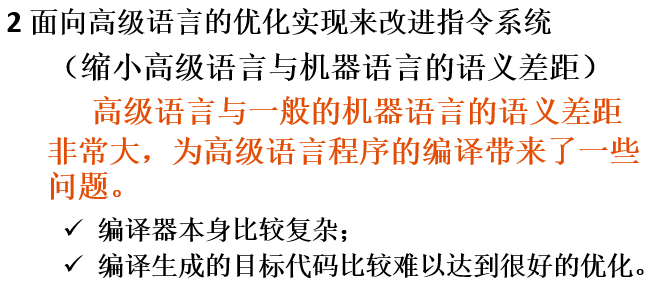 2 面向高级语言的优化实现来改进指令系统
（缩小高级语言与机器语言的语义差距）
高级语言与一般的机器语言的语义差距
非常大，为高级语言程序的编译带来了一些
问题。
✓ 编译器本身比较复杂；
✓ 编译生成的目标代码比较难以达到很好的优化。